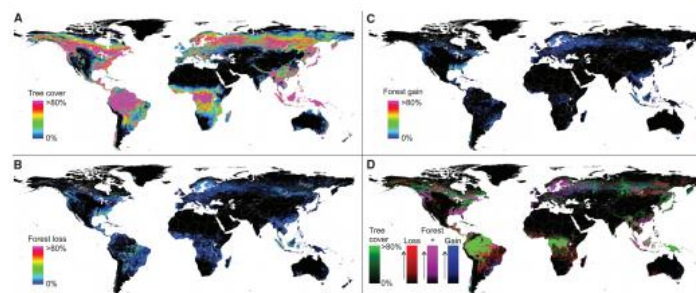 A
Tree cover
>80%
0%
B
Forest loss
>80%
0%
C
Forest gain
>80%
0%
D
Tree
cover
>80%
0%
Forest
Loss + Gain